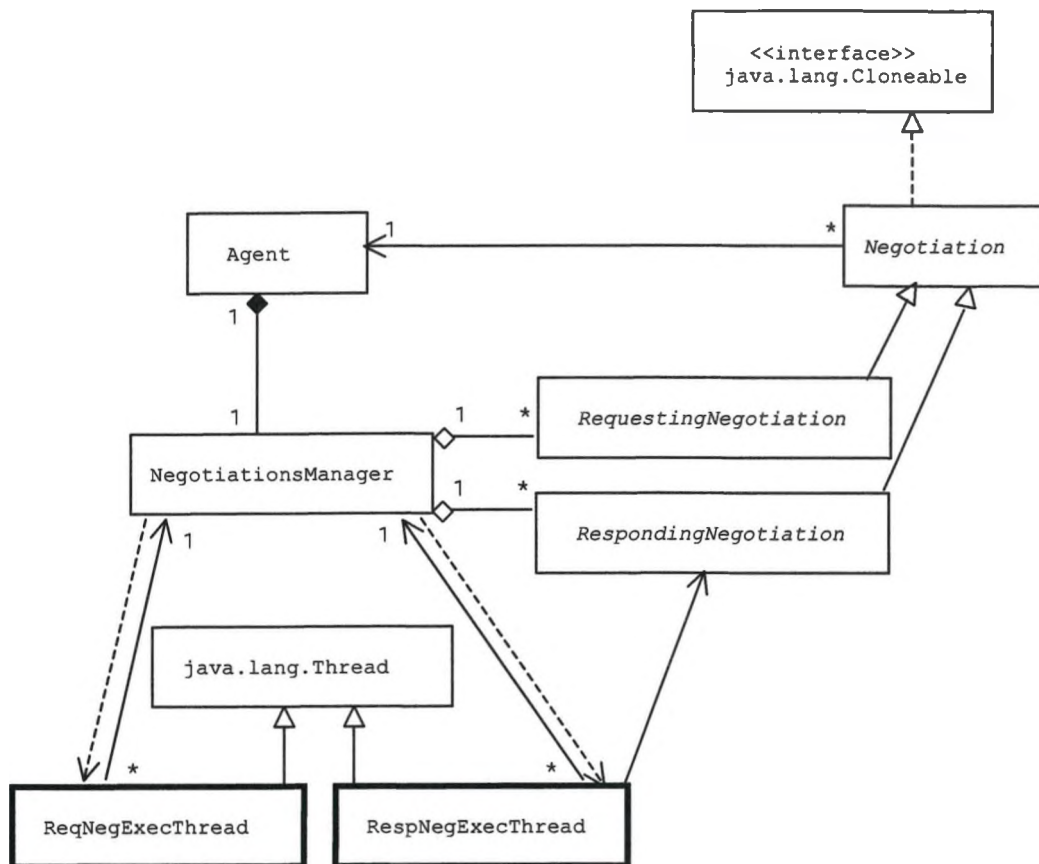 <<interface>>
java.lang.Cloneable
Agent
1
*
Negotiation
1
1
NegotiationsManager
1
*
RequestingNegotiation
1
*
RespondingNegotiation
1
1
java.lang.Thread
*
*
ReqNegExecThread
RespNegExecThread